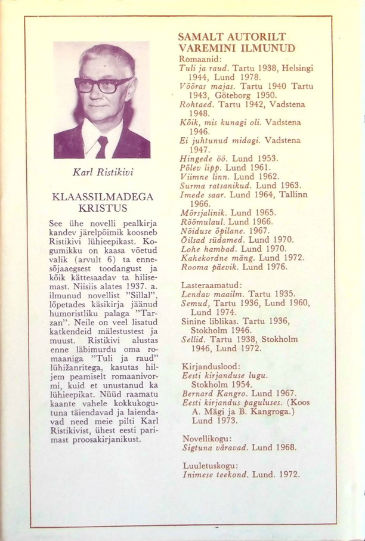 Karl Ristikivi
KLAASSILMADEGA
KRISTUS
See ühe novelli pealkirja
kandev järelpõimik koosneb
Ristikivi lühieepikast. Ko-
gumikku on kaasa võetud
valik (arvult 6) ta enne-
sõjaaegsest toodangust ja
kõik kättesaadav ta hilise-
mast. Niisiis alates 1937. a.
ilmunud novellist "Sillal",
lõpetades käsikirja jäänud
humoristliku palaga "Tar-
zan". Neile on veel lisatud
katkendeid mälestustest ja
muust. Ristikivi alustas
enne läbimurdu oma ro-
maaniga "Tuli ja raud"
lühižanritega, kasutas hil-
jem peamiselt romaanivor-
mi, kuid et unustanud ka
lühieepikat. Nüüd raamatu
kaante vahele kokkukogu-
tuna täiendavad ja laienda-
vad need meie pilti Karl
Ristikivist, ühest eesti pari-
mast proosakirjanikust.
SAMALT AUTORILT
VAREMINI ILMUNUD
Romaanid:
Tuli ja raud. Tartu 1938, Helsingi
1944, Lund 1978.
Võõras majas. Tartu 1940 Tartu
1943, Göteborg 1950.
Rohtaed. Tartu 1942, Vadstena
1948.
Kõik, mis kunagi oli. Vadstena
1946.
Ei juhtunud midagi. Vadstena
1947.
Hingede öö. Lund 1953.
Põlev lipp. Lund 1961.
Viimne linn. Lund 1962.
Surma ratsanikud. Lund 1963.
Imede saar. Lund 1964, Tallinn
1966.
Mõrsjalinik. Lund 1965.
Rõõmulaul. Lund 1966.
Nõiduse õpilane. 1967.
Õilsad südamed. Lund 1970.
Lohe hambad. Lund 1970.
Kahekordne mäng. Lund 1972.
Rooma päevik. Lund 1976.
Lasteraamatud:
Lendav maailm. Tartu 1935.
Semud, Tartu 1936, Lund 1960,
Lund 1974.
Sinine liblikas. Tartu 1936,
Stokholm 1946.
Sellid. Tartu 1938, Stokholm
1946, Lund 1972.
Kirjanduslood:
Eesti kirjanduse lugu.
Stokholm 1954.
Bernard Kangro. Lund 1967.
Eesti kirjandus paguluses. (Koos
A. Mägi ja B. Kangroga.)
Lund 1973.
Novellikogu:
Sigtuna väravad. Lund 1968.
Luuletuskogu:
Inimese teekond. Lund. 1972.